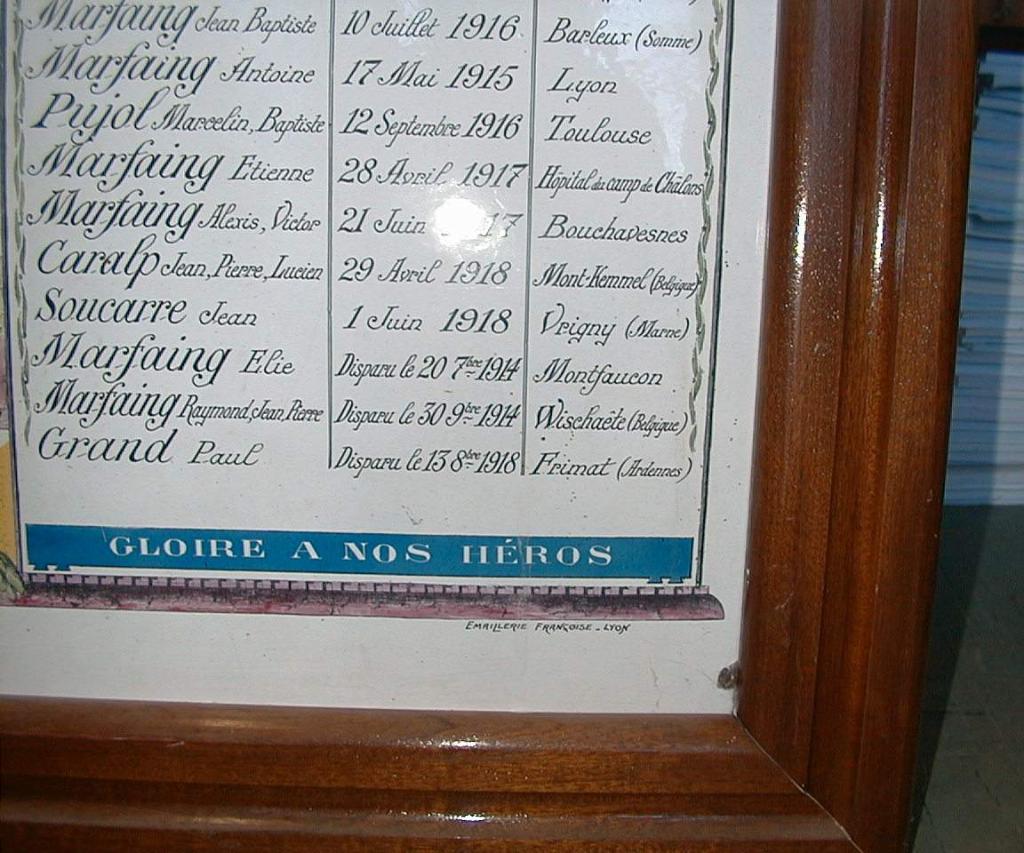 Marfaing Jean Baptiste 10 Juillet 1916 Barleux (Somme)
Marfaing Antoine 17 Mai 1915 Lyon
Pujol Marcelin, Baptiste 12 Septembre 1916 Toulouse
Marfaing Etienne 28 Avril 1917 Hôpital du camp de Châlons
Marfaing Alexis, Victor 21 Juin 17 Bouchavesnes
Caralp Jean, Pierre, Lucien 29 Avril 1918 Mont-Kemmel (Belgique)
Soucarre Jean 1 Juin 1918 Vrigny (Marne)
Marfaing Elie Disparu le 20 7bre 1914 Montfaucon
Marfaing Raymond, Jean, Pierre Disparu le 30 9bre 1914 Wischaëte (Belgique)
Grand Paul Disparu le 13 8bre 1918 Frimat (Ardennes)
GLOIRE A NOS HÉROS
EMAILLERIE FRANÇOISE - LYON